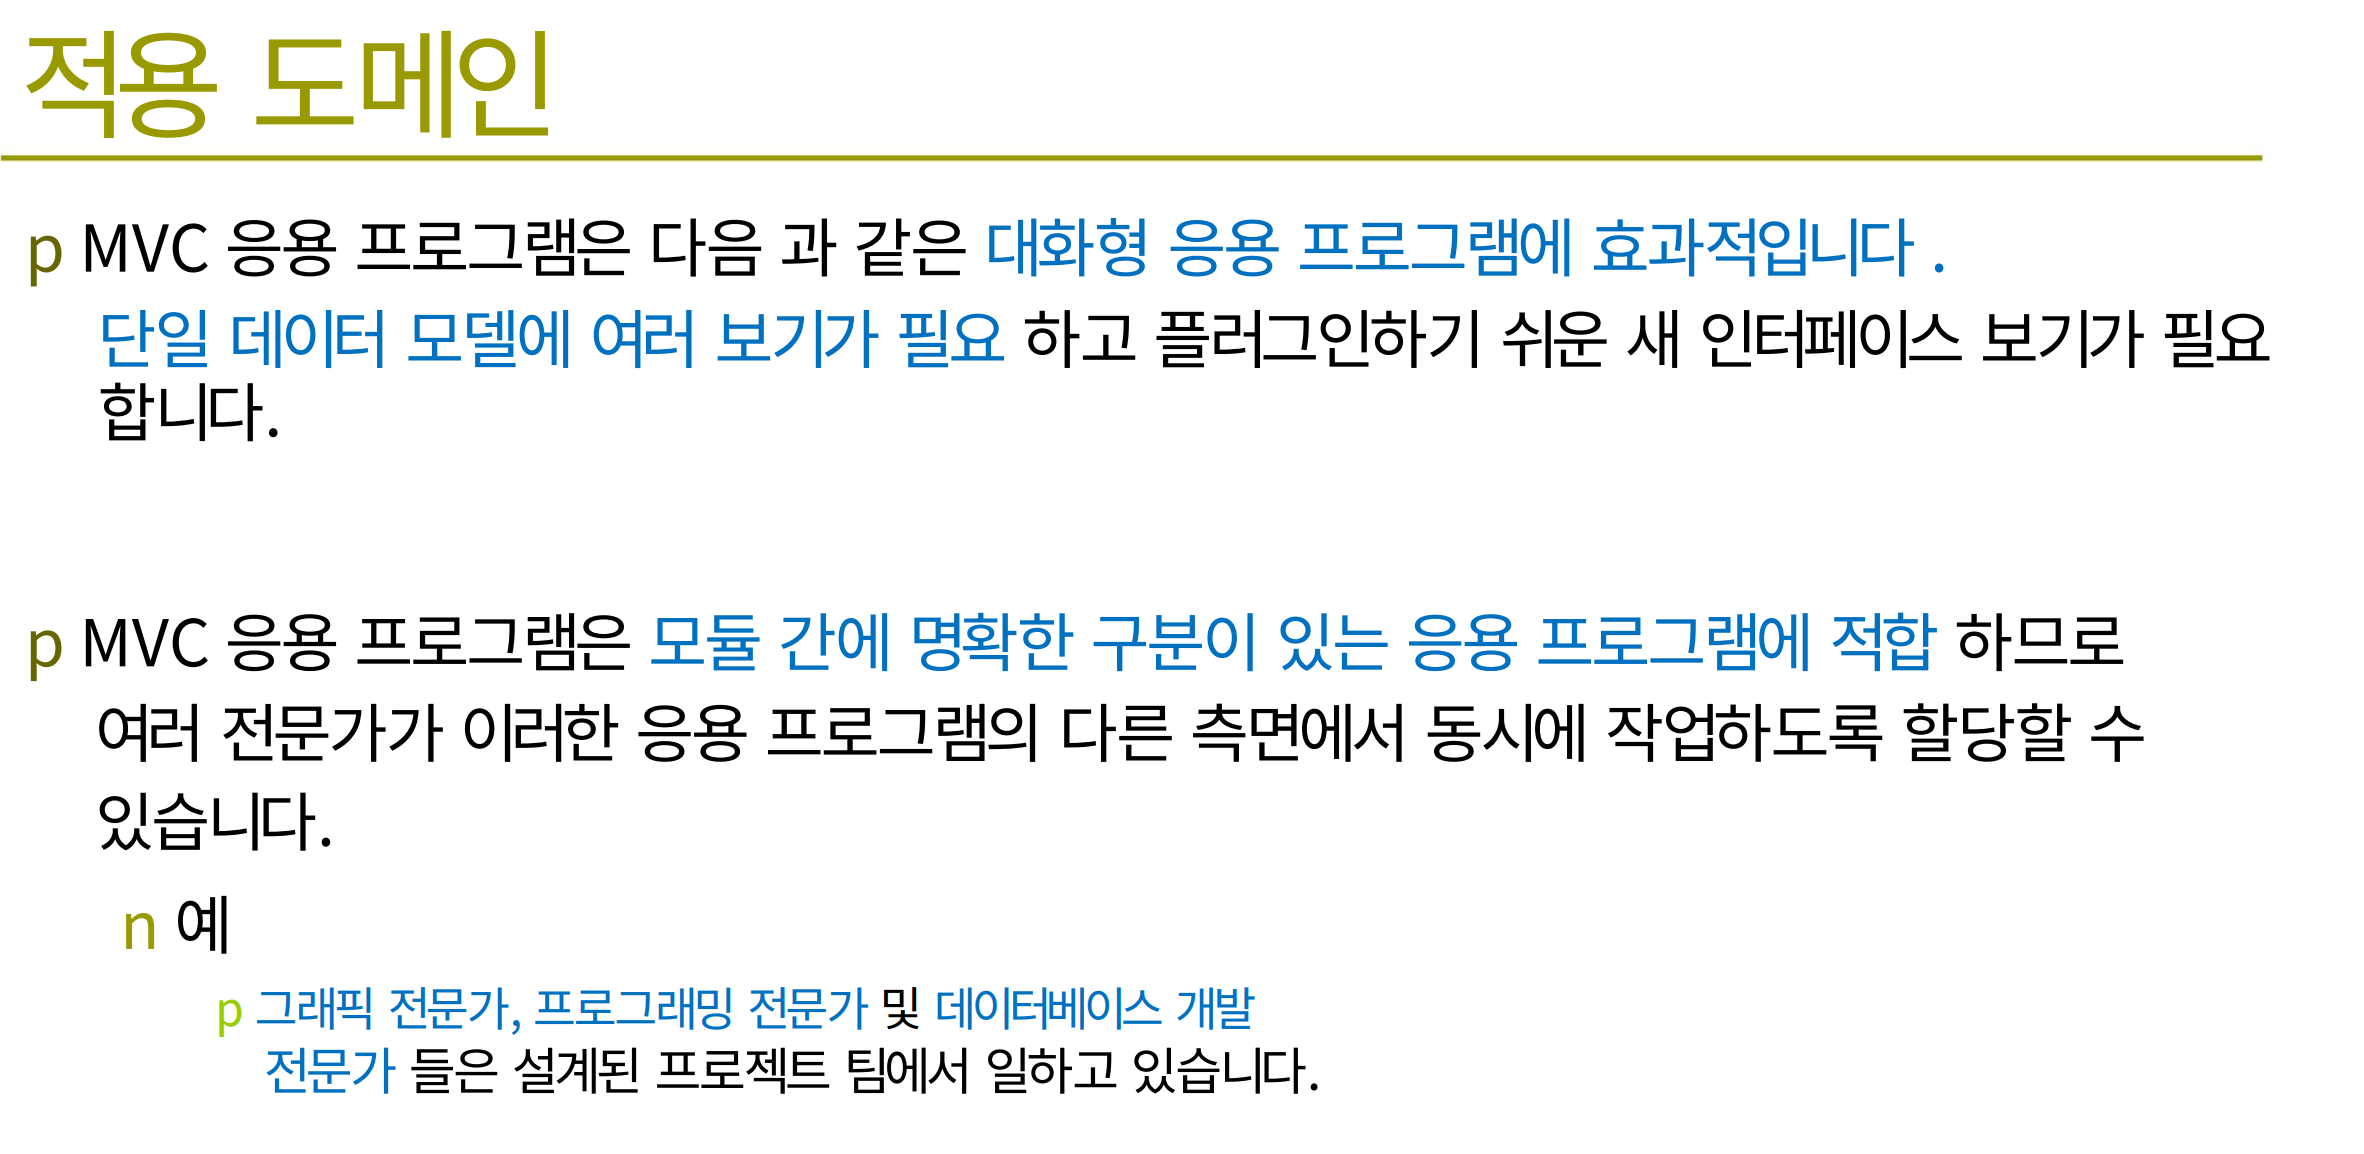 적용 도메인
p MVC 응용 프로그램은 다음 과 같은 대화형 응용 프로그램에 효과적입니다 .
단일 데이터 모델에 여러 보기가 필요 하고 플러그인하기 쉬운 새 인터페이스 보기가 필요
합니다.
p MVC 응용 프로그램은 모듈 간에 명확한 구분이 있는 응용 프로그램에 적합 하므로
여러 전문가가 이러한 응용 프로그램의 다른 측면에서 동시에 작업하도록 할당할 수
있습니다.
n 예
p 그래픽 전문가, 프로그래밍 전문가 및 데이터베이스 개발
전문가 들은 설계된 프로젝트 팀에서 일하고 있습니다.